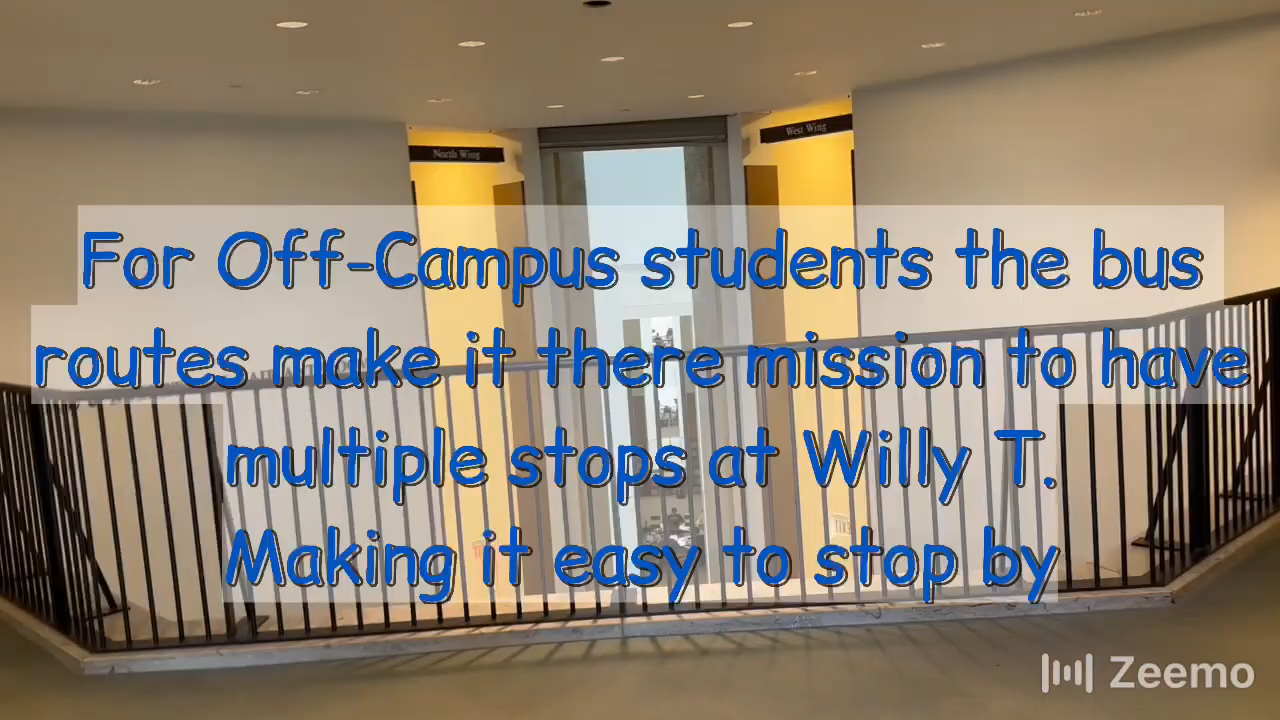 North Wing
West Wing
For Off-Campus students the bus
routes make it there mission to have
multiple stops at Willy T.
Making it easy to stop by
Zeemo